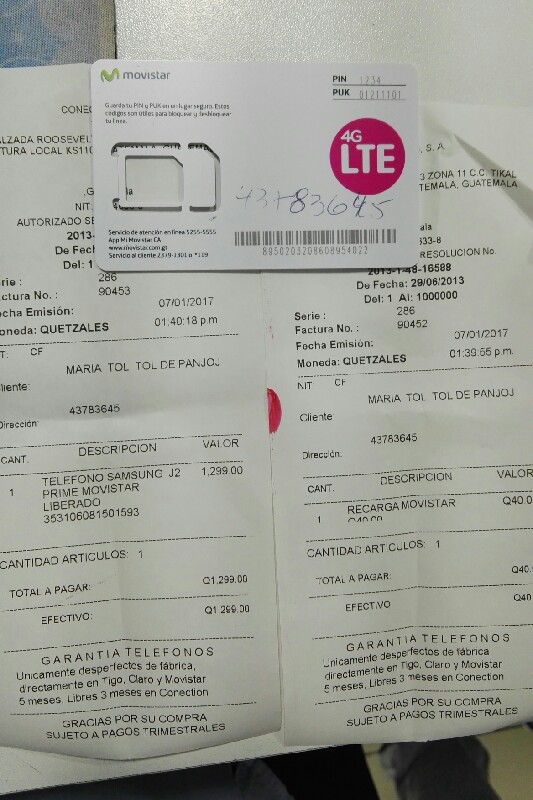 movistar
PIN 1234
PUK 01211101
Guarda tu PIN y PUK en un lugar seguro. Estos
códigos son útiles para bloquear y desbloquear
tu línea.
4G
LTE
43783645
Servicio de atención en línea 5255-5555
App Mi Movistar CA
www.movistar.com.gt
Servicio al cliente 2379-1301 o *119
8950203208608954022
CONEC
ALZADA ROOSEVEL
TURA LOCAL KS110
NIT.
AUTORIZADO SE
2013-
De Fech
Del: 1
erie : 286
actura No. : 90453
echa Emisión: 07/01/2017
01:40:18 p.m
Moneda: QUETZALES
IT: CF
MARIA TOL TOL DE PANJOJ
liente:
43783645
Dirección:
CANT. DESCRIPCION VALOR
1 TELEFONO SAMSUNG J2 1,299.00
PRIME MOVISTAR
LIBERADO
353106081501593
CANTIDAD ARTICULOS: 1
TOTAL A PAGAR: Q1,299.00
EFECTIVO: Q1,299.00
GARANTIA TELEFONOS
Unicamente desperfectos de fábrica,
directamente en Tigo, Claro y Movistar
5 meses, Libres 3 meses en Conection
GRACIAS POR SU COMPRA
SUJETO A PAGOS TRIMESTRALES
, S. A.
3 ZONA 11 C.C. TIKAL
TEMALA, GUATEMALA
ala
533-8
RESOLUCION No.
2013-1-48-16588
De Fecha: 29/06/2013
Del: 1 Al: 1000000
Serie : 286
Factura No. : 90452
Fecha Emisión: 07/01/2017
01:39:55 p.m.
Moneda: QUETZALES
NIT CF
MARIA TOL TOL DE PANJOJ
Cliente
43783645
Dirección:
CANT. DESCRIPCION VALOR
1 RECARGA MOVISTAR Q40.0
Q40.00
CANTIDAD ARTICULOS: 1
TOTAL A PAGAR: Q40.
EFECTIVO Q40
GARANTIA TELEFONOS
Unicamente desperfectos de fábrica
directamente en Tigo, Claro y Movistar
5 meses, Libres 3 meses en Conection
GRACIAS POR SU COMPRA
SUJETO A PAGOS TRIMESTRALES